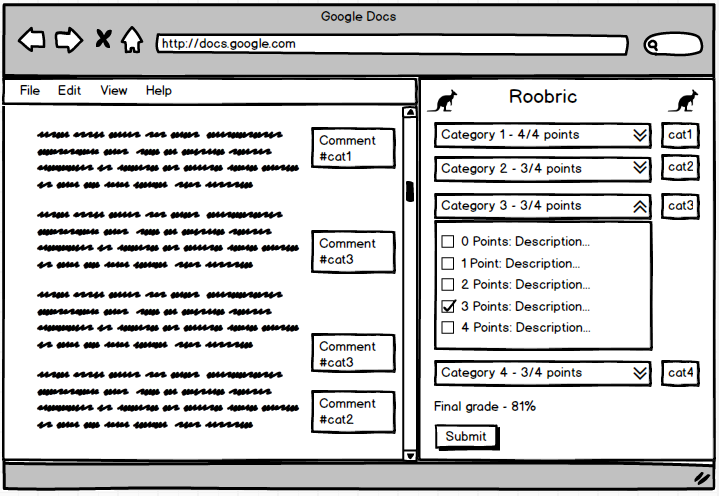 Google Docs
http://docs.google.com
File Edit View Help
Comment
#cat1
Comment
#cat3
Comment
#cat3
Comment
#cat2
Roobric
Category 1 - 4/4 points cat1
Category 2 - 3/4 points cat2
Category 3 - 3/4 points cat3
0 Points: Description...
1 Point: Description...
2 Points: Description...
3 Points: Description...
4 Points: Description...
Category 4 - 3/4 points cat4
Final grade - 81%
Submit